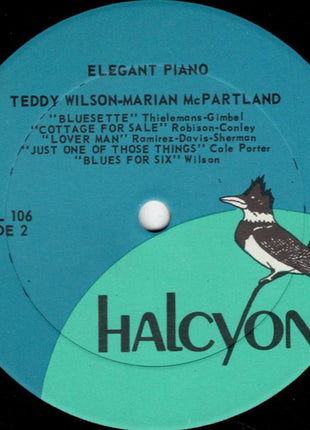 ELEGANT PIANO
TEDDY WILSON-MARIAN McPARTLAND
"BLUESETTE" Thielemans-Gimbel
"COTTAGE FOR SALE" Robison-Conley
"LOVER MAN" Ramirez-Davis-Sherman
"JUST ONE OF THOSE THINGS" Cole Porter
"BLUES FOR SIX" Wilson
L 106
DE 2
HALCYON